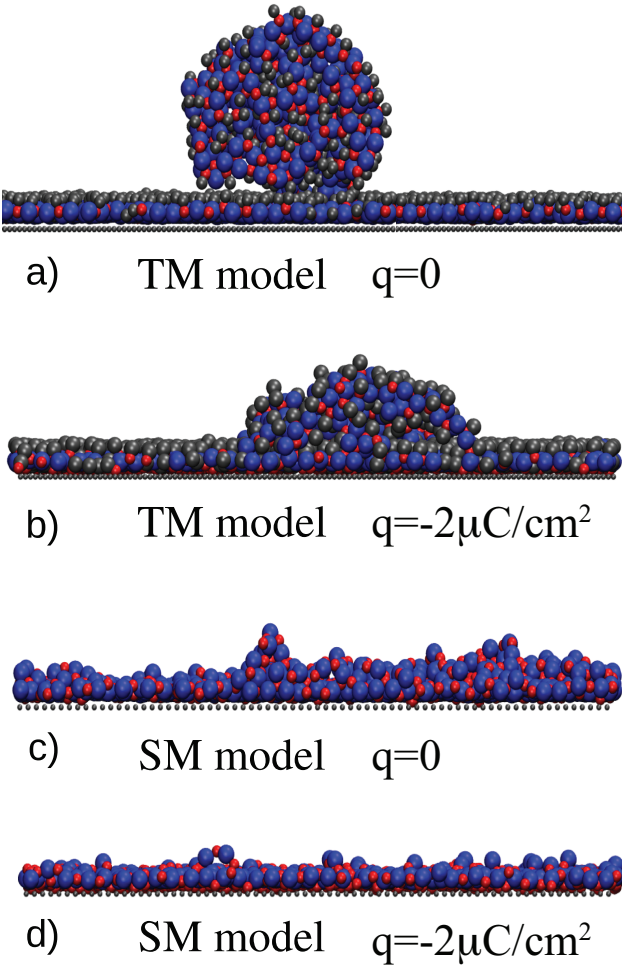 a) TM model q=0
b) TM model q=-2μC/cm²
c) SM model q=0
d) SM model q=-2μC/cm²